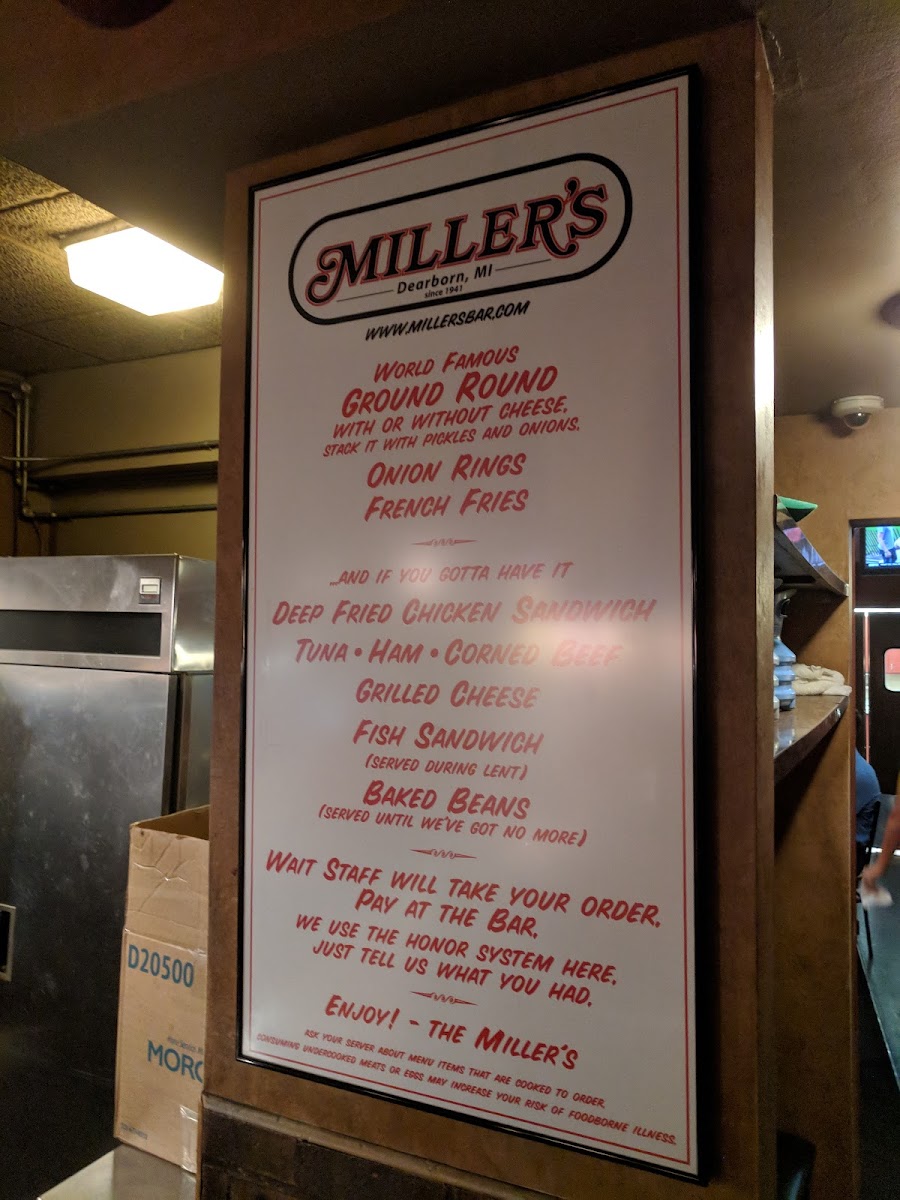 MILLER'S
Dearborn, MI
since 1941
WWW.MILLERSBAR.COM
WORLD FAMOUS
GROUND ROUND
WITH OR WITHOUT CHEESE,
STACK IT WITH PICKLES AND ONIONS.
ONION RINGS
FRENCH FRIES
...AND IF YOU GOTTA HAVE IT
DEEP FRIED CHICKEN SANDWICH
TUNA • HAM • CORNED BEEF
GRILLED CHEESE
FISH SANDWICH
(SERVED DURING LENT)
BAKED BEANS
(SERVED UNTIL WE'VE GOT NO MORE)
WAIT STAFF WILL TAKE YOUR ORDER.
PAY AT THE BAR.
WE USE THE HONOR SYSTEM HERE.
JUST TELL US WHAT YOU HAD.
ENJOY! - THE MILLER'S
ASK YOUR SERVER ABOUT MENU ITEMS THAT ARE COOKED TO ORDER.
CONSUMING UNDERCOOKED MEATS OR EGGS MAY INCREASE YOUR RISK OF FOODBORNE ILLNESS.
D20500
MORC